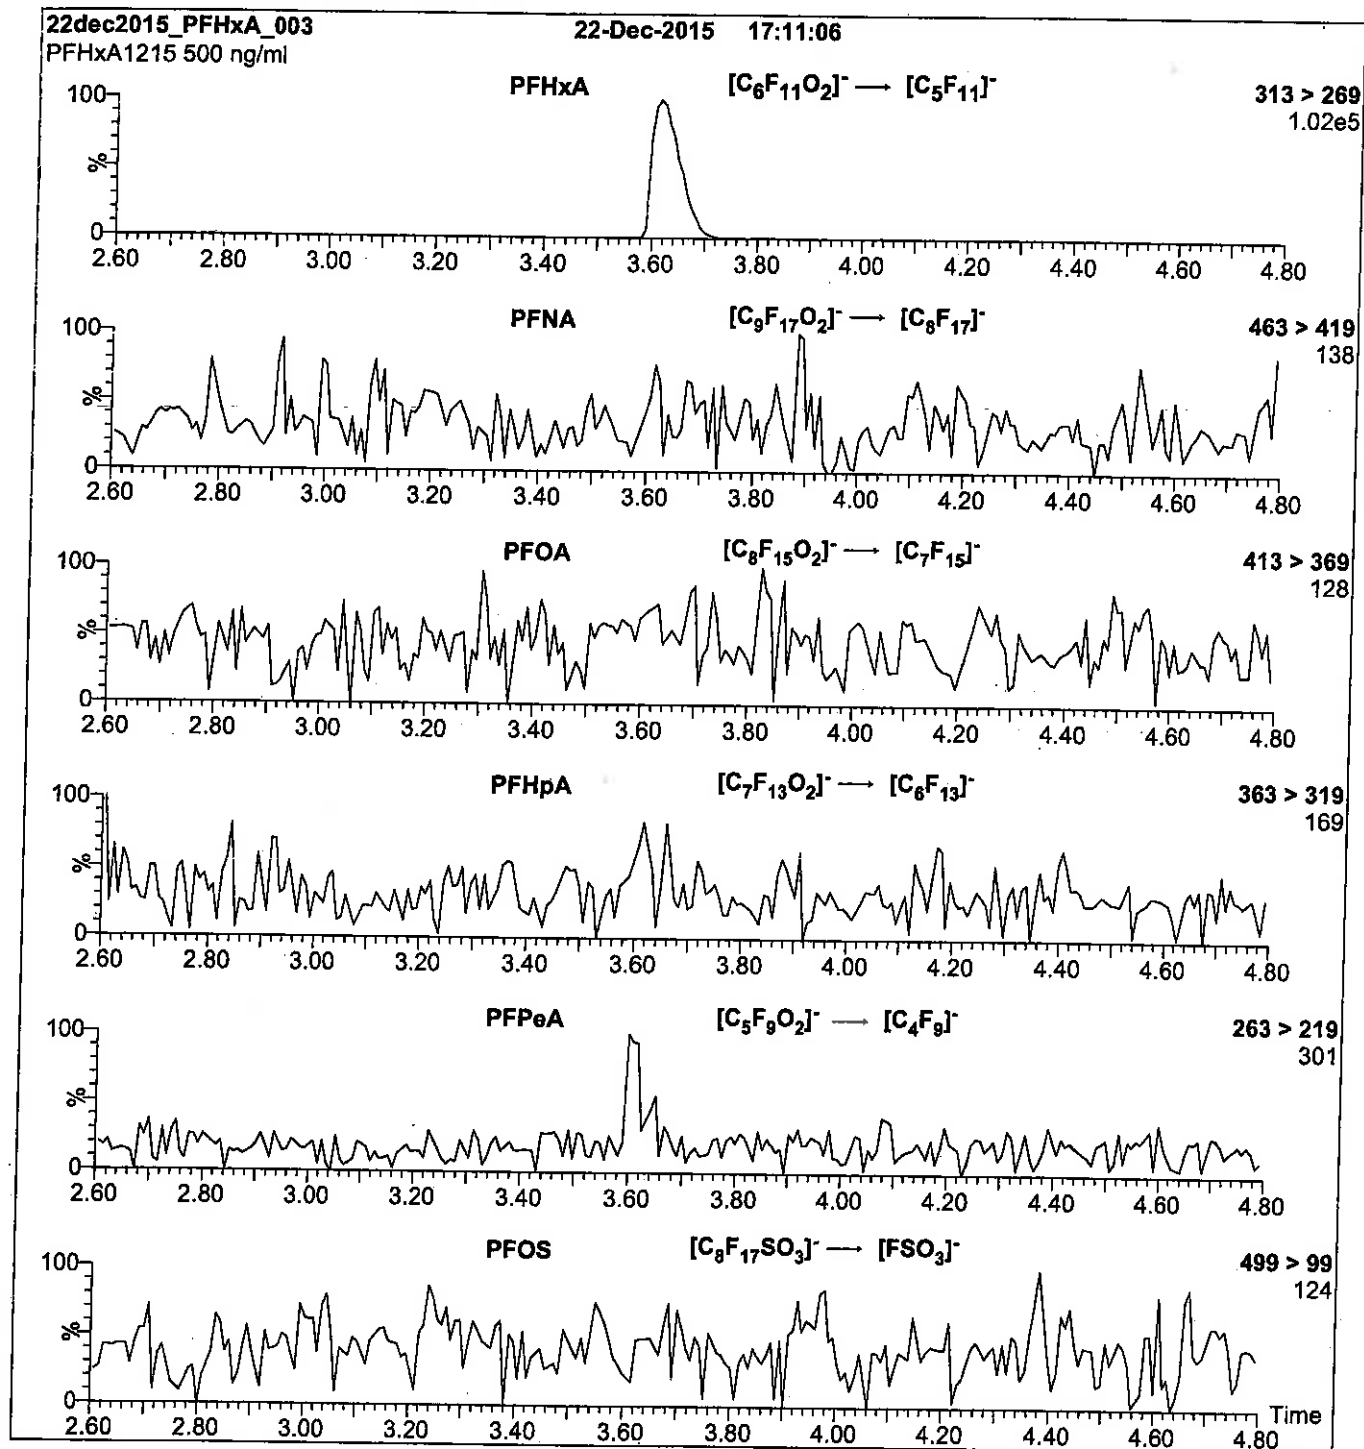 22dec2015_PFHxA_003 22-Dec-2015 17:11:06
PFHxA1215 500 ng/ml
PFHxA [C₆F₁₁O₂]⁻ → [C₅F₁₁]⁻ 313 > 269
1.02e5
100
%
0
2.60 2.80 3.00 3.20 3.40 3.60 3.80 4.00 4.20 4.40 4.60 4.80
PFNA [C₉F₁₇O₂]⁻ → [C₈F₁₇]⁻ 463 > 419
138
100
%
0
2.60 2.80 3.00 3.20 3.40 3.60 3.80 4.00 4.20 4.40 4.60 4.80
PFOA [C₈F₁₅O₂]⁻ → [C₇F₁₅]⁻ 413 > 369
128
100
%
0
2.60 2.80 3.00 3.20 3.40 3.60 3.80 4.00 4.20 4.40 4.60 4.80
PFHpA [C₇F₁₃O₂]⁻ → [C₆F₁₃]⁻ 363 > 319
169
100
%
0
2.60 2.80 3.00 3.20 3.40 3.60 3.80 4.00 4.20 4.40 4.60 4.80
PFPeA [C₅F₉O₂]⁻ → [C₄F₉]⁻ 263 > 219
301
100
%
0
2.60 2.80 3.00 3.20 3.40 3.60 3.80 4.00 4.20 4.40 4.60 4.80
PFOS [C₈F₁₇SO₃]⁻ → [FSO₃]⁻ 499 > 99
124
100
%
0
2.60 2.80 3.00 3.20 3.40 3.60 3.80 4.00 4.20 4.40 4.60 4.80 Time